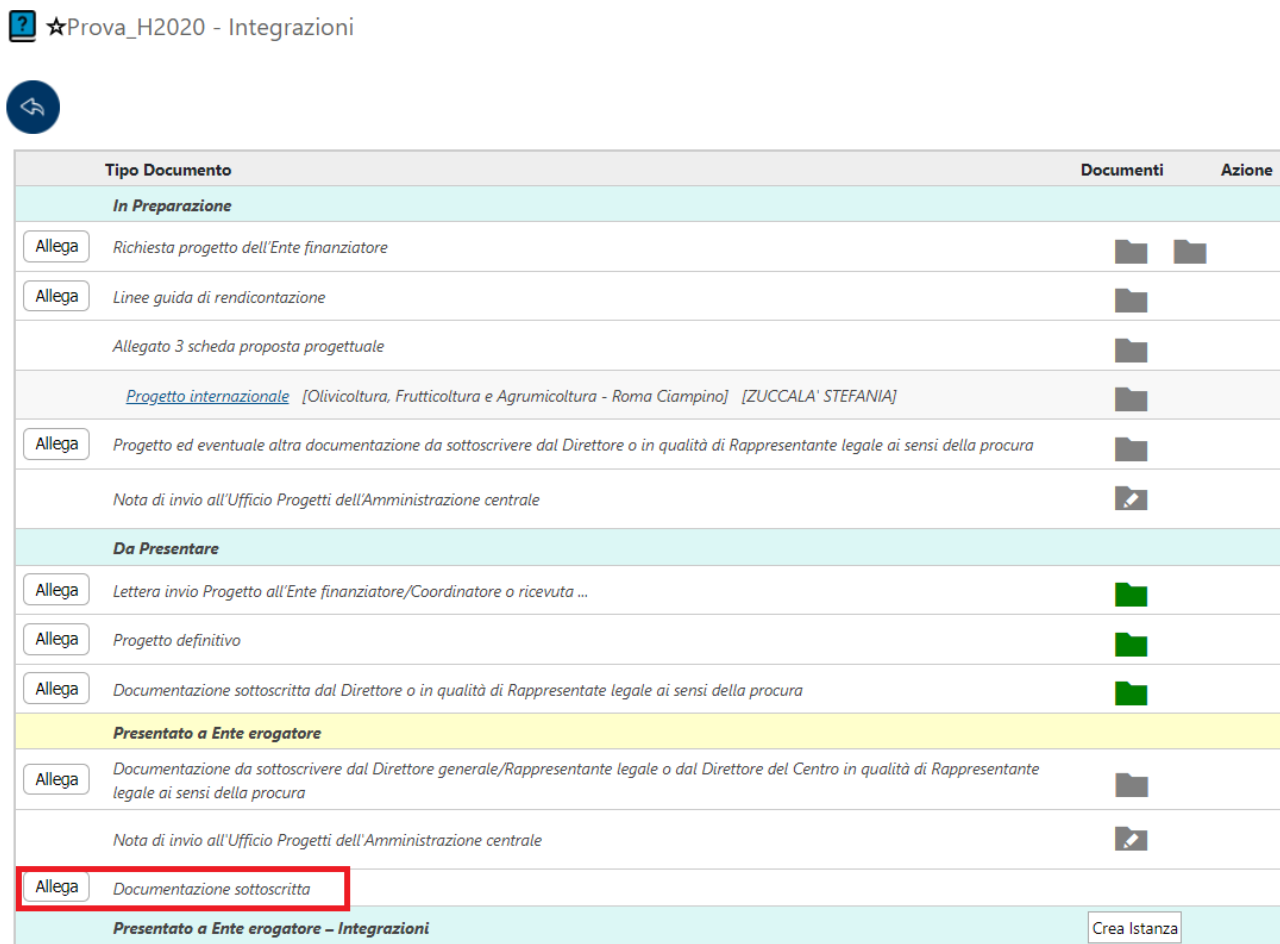 ☆Prova_H2020 - Integrazioni
Tipo Documento Documenti Azione
In Preparazione
Allega Richiesta progetto dell'Ente finanziatore
Allega Linee guida di rendicontazione
Allegato 3 scheda proposta progettuale
Progetto internazionale [Olivicoltura, Frutticoltura e Agrumicoltura - Roma Ciampino] [ZUCCALA' STEFANIA]
Allega Progetto ed eventuale altra documentazione da sottoscrivere dal Direttore o in qualità di Rappresentante legale ai sensi della procura
Nota di invio all'Ufficio Progetti dell'Amministrazione centrale
Da Presentare
Allega Lettera invio Progetto all'Ente finanziatore/Coordinatore o ricevuta ...
Allega Progetto definitivo
Allega Documentazione sottoscritta dal Direttore o in qualità di Rappresentate legale ai sensi della procura
Presentato a Ente erogatore
Allega Documentazione da sottoscrivere dal Direttore generale/Rappresentante legale o dal Direttore del Centro in qualità di Rappresentante
legale ai sensi della procura
Nota di invio all'Ufficio Progetti dell'Amministrazione centrale
Allega Documentazione sottoscritta
Presentato a Ente erogatore – Integrazioni Crea Istanza